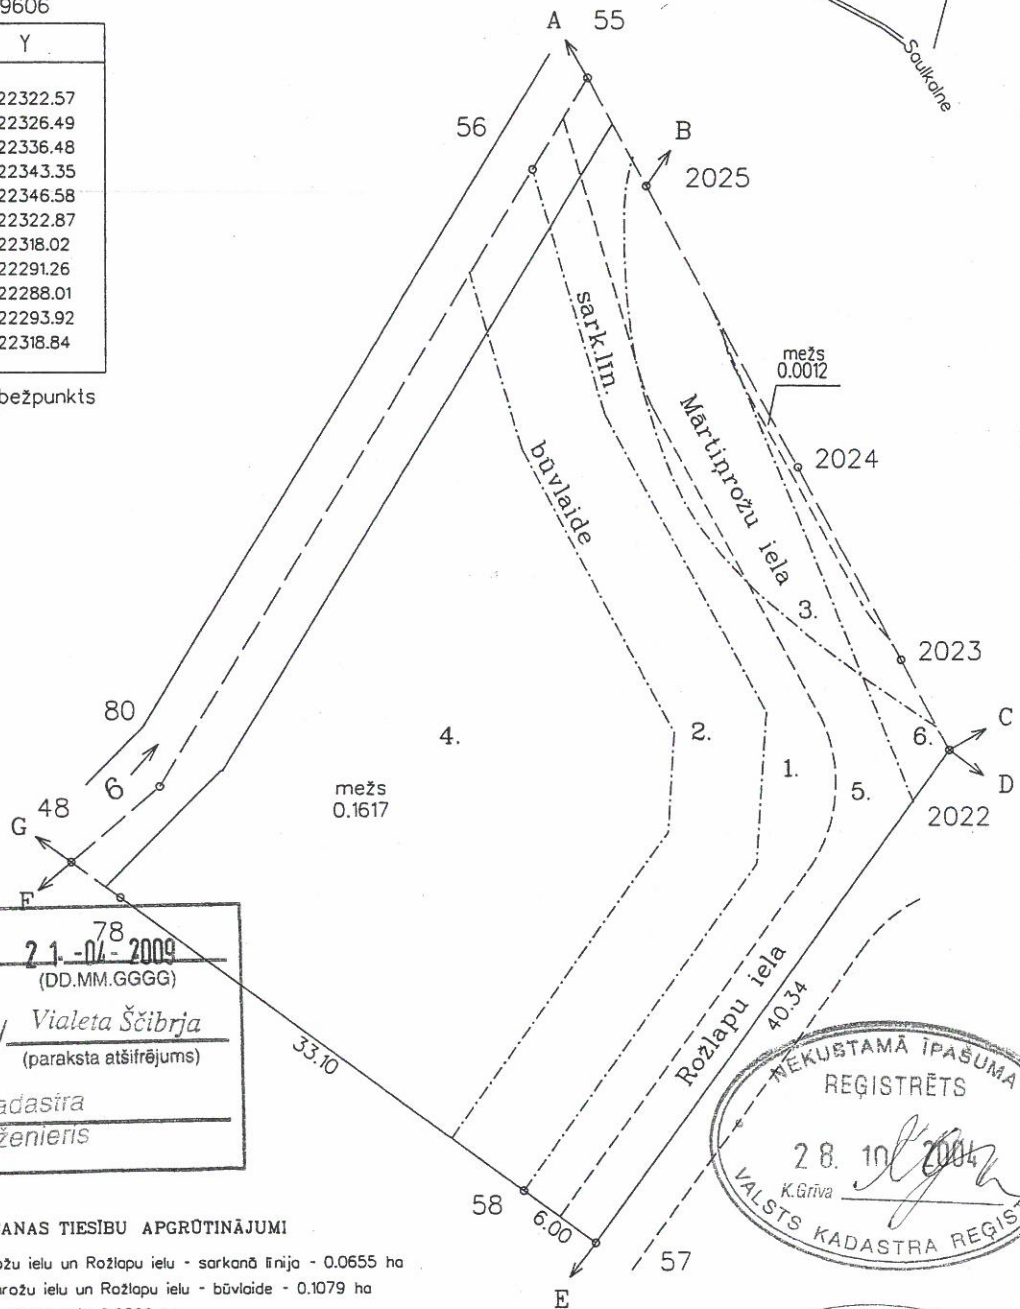 9606
Y
22322.57
22326.49
22336.48
22343.35
22346.58
22322.87
22318.02
22291.26
22288.01
22293.92
22318.84
bežpunkts
A 55
Saulkalne
56
B
2025
sark.līn.
mežs
0.0012
Mārtiņrožu iela
2024
būvlaide
3.
2023
80
4.
2.
6.
C
1.
D
6
mežs
0.1617
5.
48
2022
G
F
78
21.-04-2009
(DD.MM.GGGG)
Vialeta Ščibrja
(paraksta atšifrējums)
adastra
ženieris
33.10
Rožlapu iela
40.34
NEKUSTAMĀ ĪPAŠUMA
REĢISTRĒTS
28. 10 2004
K.Grīva
VALSTS KADASTRA REĢIST
58
6.00
57
E
ANAS TIESĪBU APGRŪTINĀJUMI
ožu ielu un Rožlapu ielu - sarkanā līnija - 0.0655 ha
rožu ielu un Rožlapu ielu - būvlaide - 0.1079 ha